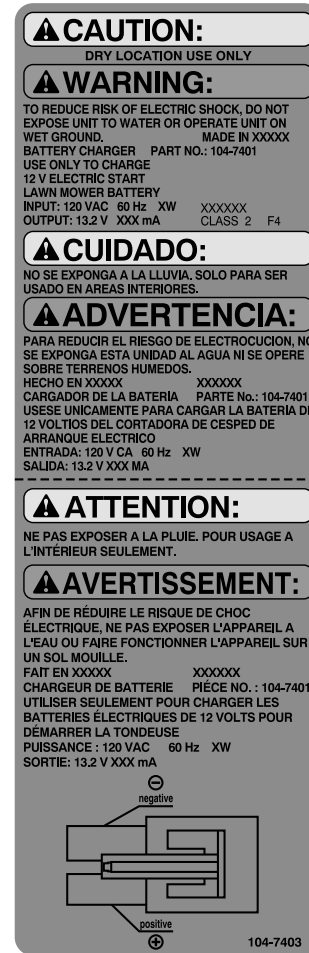 CAUTION:
DRY LOCATION USE ONLY
WARNING:
TO REDUCE RISK OF ELECTRIC SHOCK, DO NOT
EXPOSE UNIT TO WATER OR OPERATE UNIT ON
WET GROUND. MADE IN XXXXX
BATTERY CHARGER PART NO.: 104-7401
USE ONLY TO CHARGE
12 V ELECTRIC START
LAWN MOWER BATTERY
INPUT: 120 VAC 60 Hz XW XXXXXX
OUTPUT: 13.2 V XXX mA CLASS 2 F4
CUIDADO:
NO SE EXPONGA A LA LLUVIA. SOLO PARA SER
USADO EN AREAS INTERIORES.
ADVERTENCIA:
PARA REDUCIR EL RIESGO DE ELECTROCUCION, NO
SE EXPONGA ESTA UNIDAD AL AGUA NI SE OPERE
SOBRE TERRENOS HUMEDOS.
HECHO EN XXXXX XXXXXX
CARGADOR DE LA BATERÍA PARTE No.: 104-7401
USESE UNICAMENTE PARA CARGAR LA BATERIA DE
12 VOLTIOS DEL CORTADORA DE CESPED DE
ARRANQUE ELECTRICO
ENTRADA: 120 V CA 60 Hz XW
SALIDA: 13.2 V XXX MA
ATTENTION:
NE PAS EXPOSER A LA PLUIE. POUR USAGE A
L'INTÉRIEUR SEULEMENT.
AVERTISSEMENT:
AFIN DE RÉDUIRE LE RISQUE DE CHOC
ÉLECTRIQUE, NE PAS EXPOSER L'APPAREIL A
L'EAU OU FAIRE FONCTIONNER L'APPAREIL SUR
UN SOL MOUILLE.
FAIT EN XXXXX XXXXXX
CHARGEUR DE BATTERIE PIÉCE NO. : 104-7401
UTILISER SEULEMENT POUR CHARGER LES
BATTERIES ÉLECTRIQUES DE 12 VOLTS POUR
DÉMARRER LA TONDEUSE
PUISSANCE : 120 VAC 60 Hz XW
SORTIE: 13.2 V XXX mA
negative
positive
104-7403